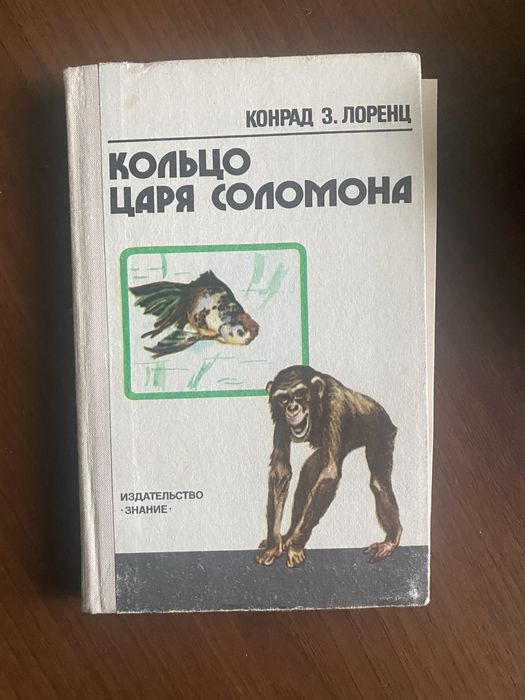 КОНРАД З. ЛОРЕНЦ
КОЛЬЦО
ЦАРЯ СОЛОМОНА
ИЗДАТЕЛЬСТВО
·ЗНАНИЕ·